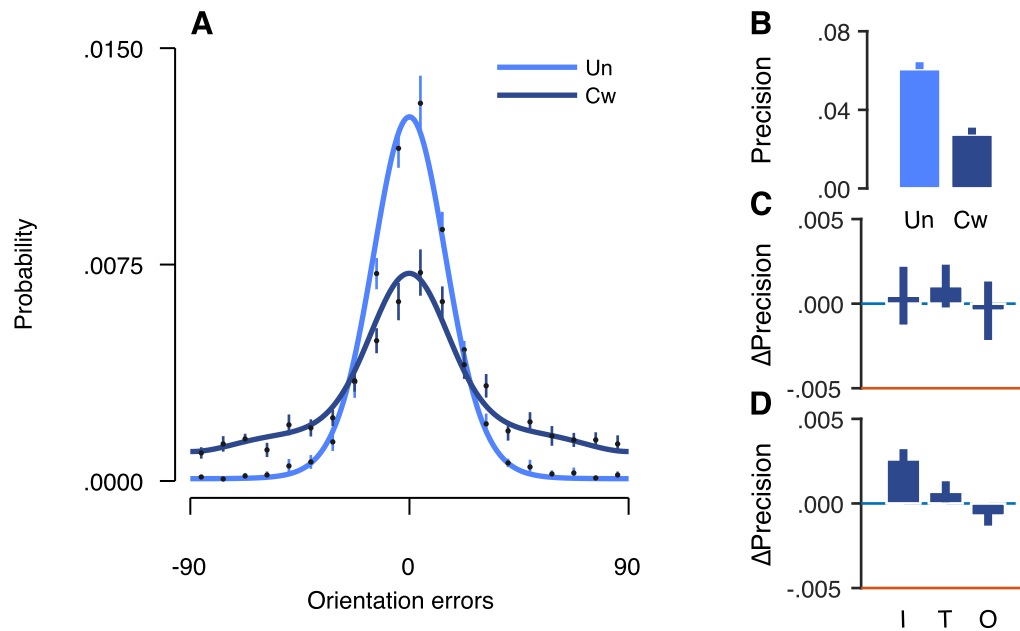 A
.0150
.0075
.0000
Probability
-90
0
90
Orientation errors
Un
Cw
B
.08
.04
.00
Precision
Un
Cw
C
.005
.000
-.005
ΔPrecision
D
.005
.000
-.005
ΔPrecision
I
T
O